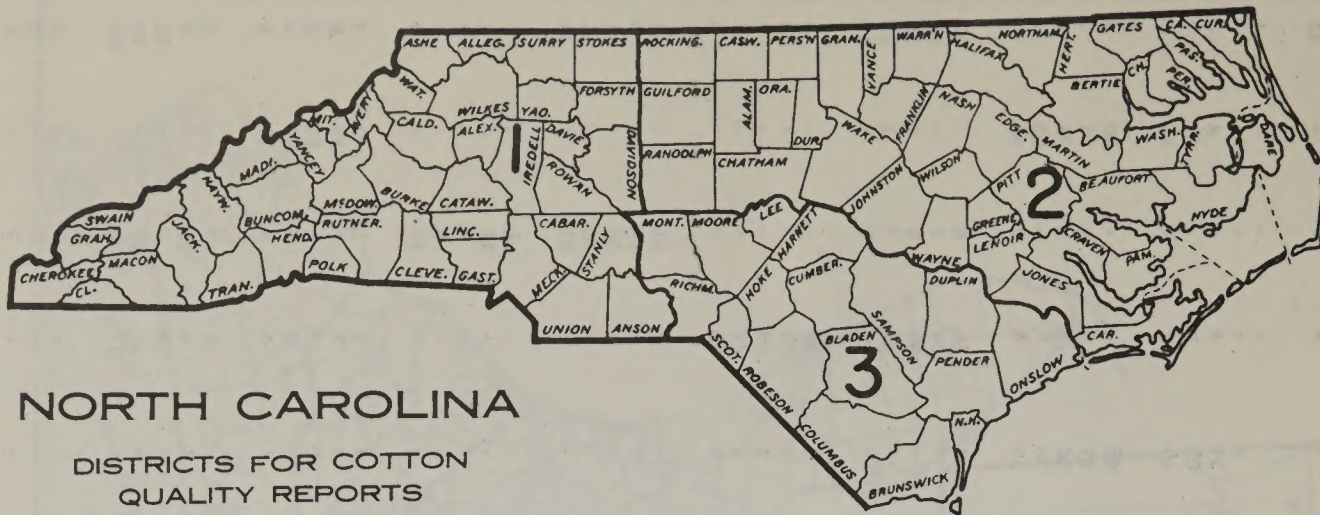 ASHE ALLEG. SURRY STOKES ROCKING. CASW. PERS'N GRAN. VANCE WARR'N HALIFAX NORTHAM. HERT. GATES CA. CUR.
WAT. WILKES YAD. FORSYTH GUILFORD ALAM. ORA. DUR. FRANKLIN NASH BERTIE CH. PER. PAS.
MIT. AVERY CALD. ALEX. IREDELL DAVIE DAVIDSON RANDOLPH CHATHAM WAKE EDGE. MARTIN WASH. TYRR. DARE
MADI. YANCEY McDOW. BURKE CATAW. ROWAN JOHNSTON WILSON PITT BEAUFORT HYDE
1
2
SWAIN HAYW. BUNCOM. RUTHER. LINC. CABAR. STANLY MONT. MOORE LEE HARNETT WAYNE GREENE LENOIR CRAVEN PAM.
GRAH. JACK. HEND. CHEROKEE MACON CL. TRAN. POLK CLEVE. GAST. MECK. RICHM. HOKE CUMBER. SAMPSON DUPLIN JONES CAR.
UNION ANSON SCOT. ROBESON BLADEN PENDER ONSLOW
3
COLUMBUS BRUNSWICK N.H.
NORTH CAROLINA
DISTRICTS FOR COTTON
QUALITY REPORTS